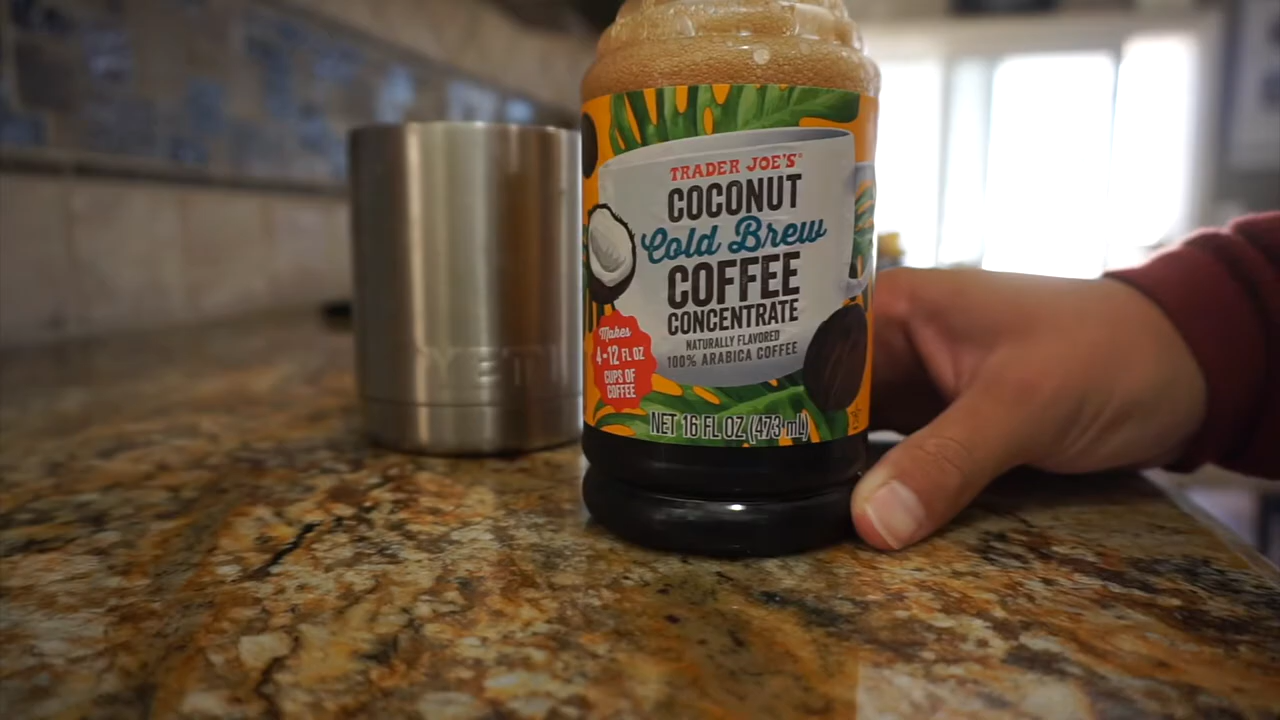 YETI
TRADER JOE'S®
COCONUT
Cold Brew
COFFEE
CONCENTRATE
NATURALLY FLAVORED
100% ARABICA COFFEE
Makes
4-12 FL OZ
CUPS OF
COFFEE
NET 16 FL OZ (473 mL)